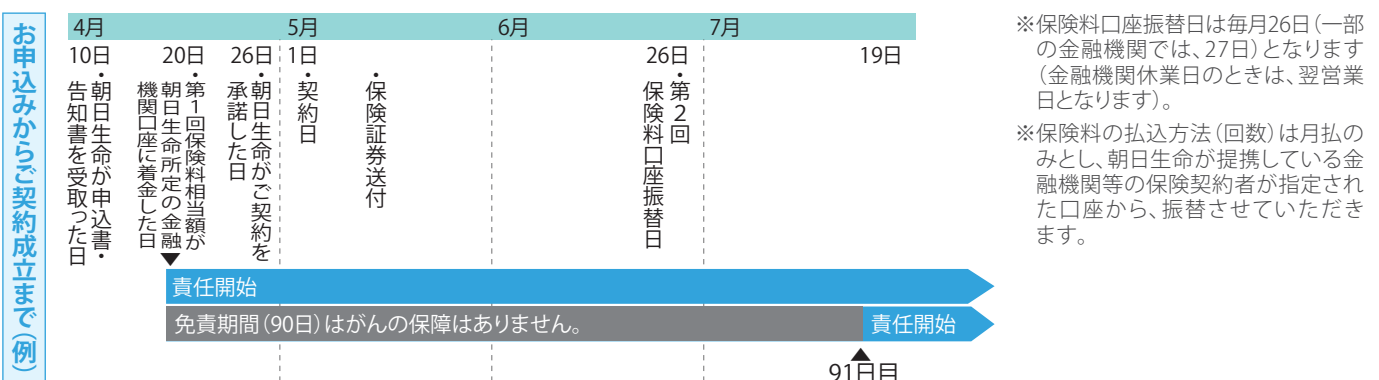 お申込みからご契約成立まで(例)
4月
5月
6月
7月
10日
20日
26日
1日
26日
19日
・朝日生命が申込書・
告知書を受取った日
・第1回保険料相当額が
朝日生命所定の金融
機関口座に着金した日
・朝日生命がご契約を
承諾した日
・契約日
・保険証券送付
・第2回
保険料口座振替日
責任開始
免責期間(90日)はがんの保障はありません。
責任開始
91日目
※保険料口座振替日は毎月26日(一部
の金融機関では、27日)となります
(金融機関休業日のときは、翌営業
日となります)。
※保険料の払込方法(回数)は月払の
みとし、朝日生命が提携している金
融機関等の保険契約者が指定され
た口座から、振替させていただき
ます。